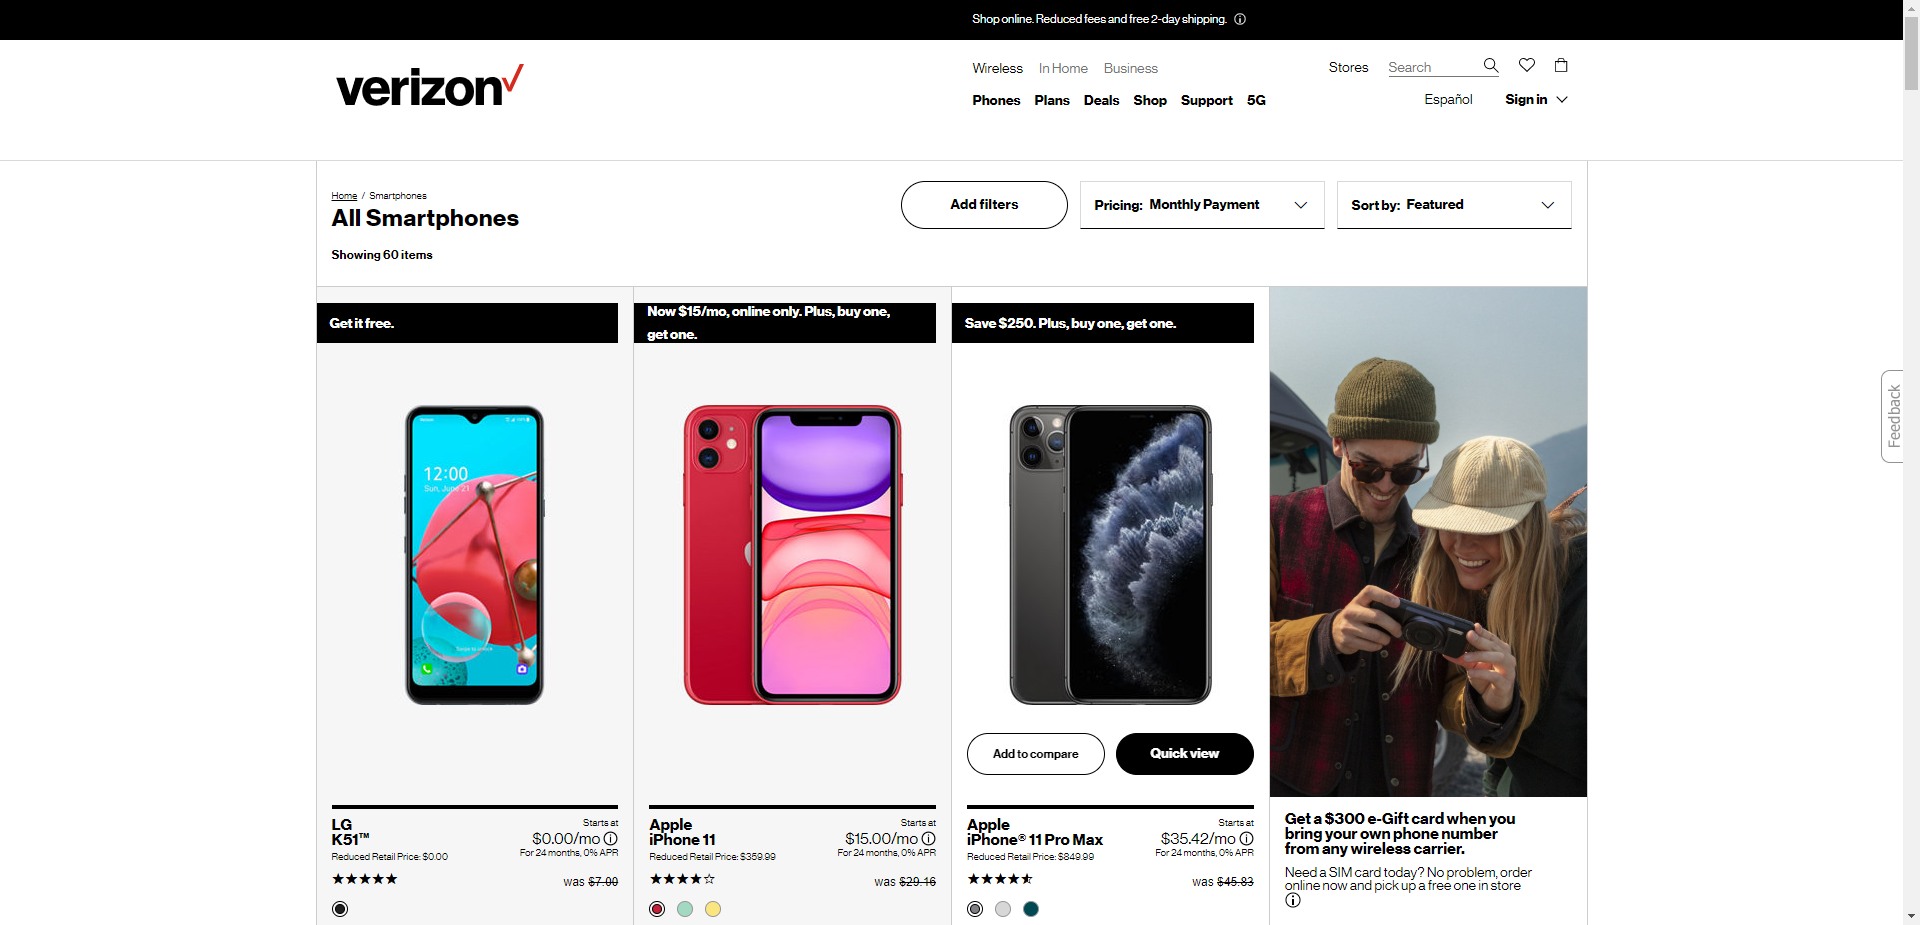 Shop online. Reduced fees and free 2-day shipping.
verizon
Wireless In Home Business
Stores Search
Phones Plans Deals Shop Support 5G
Español Sign in
Home / Smartphones
All Smartphones
Showing 60 items
Add filters
Pricing: Monthly Payment
Sort by: Featured
Get it free.
Now $15/mo, online only. Plus, buy one,
get one.
Save $250. Plus, buy one, get one.
Feedback
12:00
Sun, June 21
Swipe to unlock
Add to compare
Quick view
LG
K51™
Reduced Retail Price: $0.00
Starts at
$0.00/mo
For 24 months, 0% APR
was $7.00
Apple
iPhone 11
Reduced Retail Price: $359.99
Starts at
$15.00/mo
For 24 months, 0% APR
was $29.16
Apple
iPhone® 11 Pro Max
Reduced Retail Price: $849.99
Starts at
$35.42/mo
For 24 months, 0% APR
was $45.83
Get a $300 e-Gift card when you
bring your own phone number
from any wireless carrier.
Need a SIM card today? No problem, order
online now and pick up a free one in store